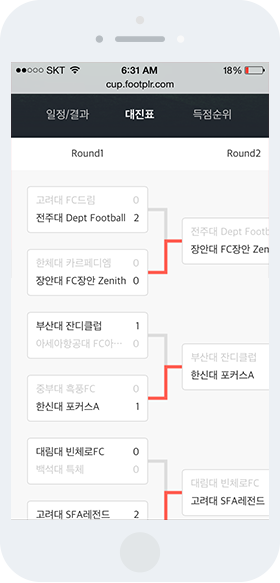 ●●○○○ SKT 6:31 AM 18%
cup.footplr.com
일정/결과 대진표 득점순위
Round1 Round2
고려대 FC드림 0
전주대 Dept Football 2
전주대 Dept Footb
장안대 FC장안 Zen
한체대 카르페디엠 0
장안대 FC장안 Zenith 0
부산대 잔디클럽 1
아세아항공대 FC아… 0
부산대 잔디클럽
한신대 포커스A
중부대 흑풍FC 0
한신대 포커스A 1
대림대 빈체로FC 0
백석대 특체 0
대림대 빈체로FC
고려대 SFA레전드
고려대 SFA레전드 2